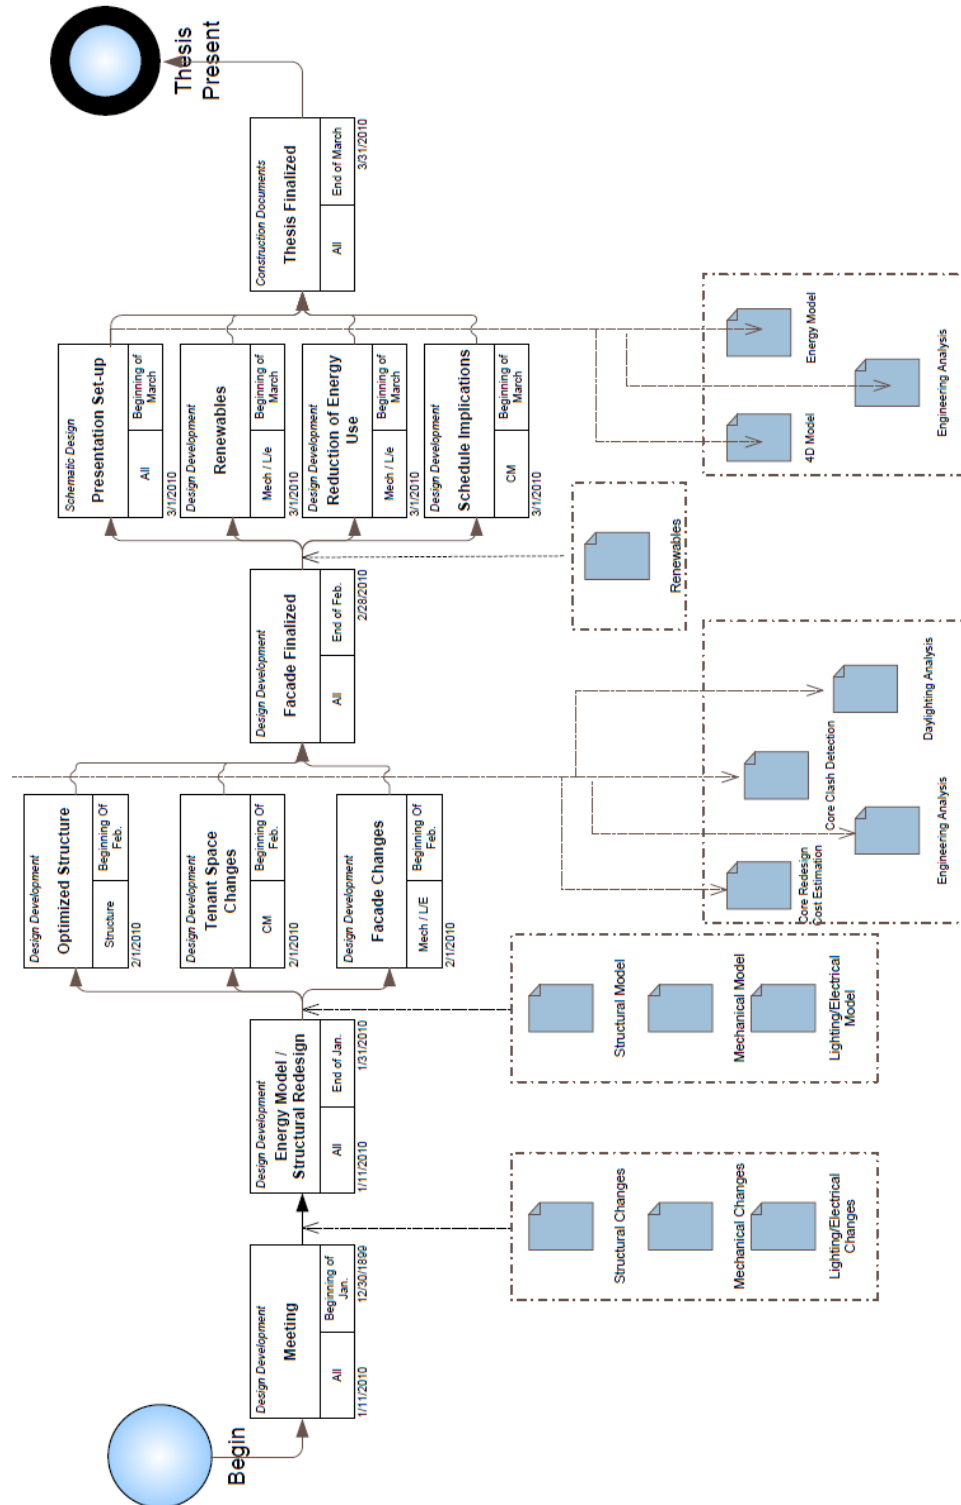 Begin
Design Development
Meeting
All
Beginning of
Jan.
1/11/2010
12/30/1899
Design Development
Energy Model /
Structural Redesign
All
End of Jan.
1/11/2010
1/31/2010
Design Development
Optimized Structure
Structure
Beginning Of
Feb.
2/1/2010
Design Development
Tenant Space
Changes
CM
Beginning Of
Feb.
2/1/2010
Design Development
Facade Changes
Mech / L/E
Beginning Of
Feb.
2/1/2010
Design Development
Facade Finalized
All
End of Feb.
2/28/2010
Schematic Design
Presentation Set-up
All
Beginning of
March
3/1/2010
Design Development
Renewables
Mech / L/e
Beginning of
March
3/1/2010
Design Development
Reduction of Energy
Use
Mech / L/e
Beginning of
March
3/1/2010
Design Development
Schedule Implications
CM
Beginning of
March
3/1/2010
Construction Documents
Thesis Finalized
All
End of March
3/31/2010
Thesis
Present
Structural Changes
Mechanical Changes
Lighting/Electrical
Changes
Structural Model
Mechanical Model
Lighting/Electrical
Model
Core Redesign
Cost Estimation
Core Clash Detection
Engineering Analysis
Daylighting Analysis
Renewables
4D Model
Energy Model
Engineering Analysis